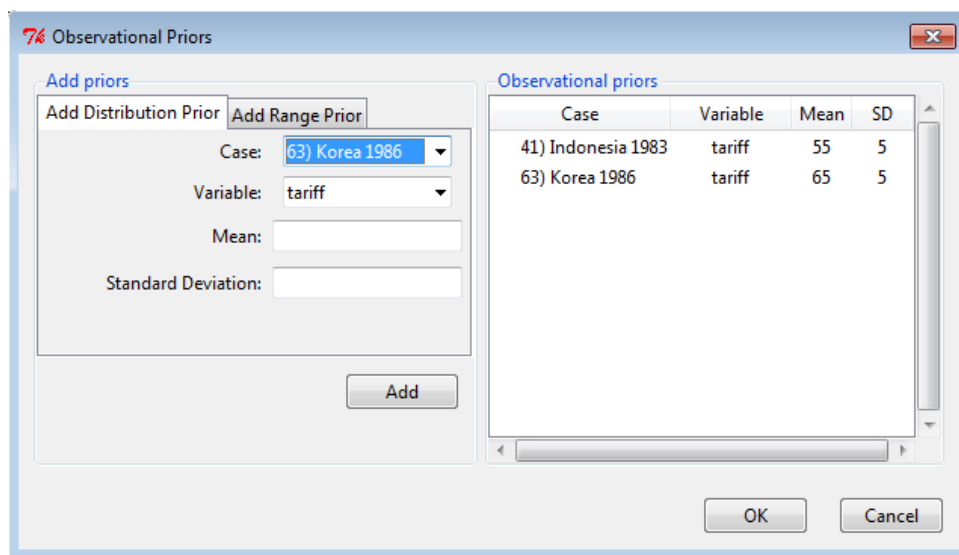 Observational Priors
Add priors
Add Distribution Prior
Add Range Prior
Case:
63) Korea 1986
Variable:
tariff
Mean:
Standard Deviation:
Add
Observational priors
Case Variable Mean SD
41) Indonesia 1983 tariff 55 5
63) Korea 1986 tariff 65 5
OK
Cancel